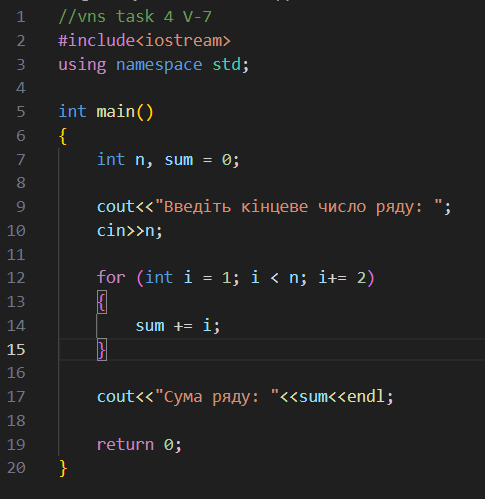 1 //vns task 4 V-7
2 #include<iostream>
3 using namespace std;
4
5 int main()
6 {
7 int n, sum = 0;
8
9 cout<<"Введіть кінцеве число ряду: ";
10 cin>>n;
11
12 for (int i = 1; i < n; i+= 2)
13 {
14 sum += i;
15 }
16
17 cout<<"Сума ряду: "<<sum<<endl;
18
19 return 0;
20 }